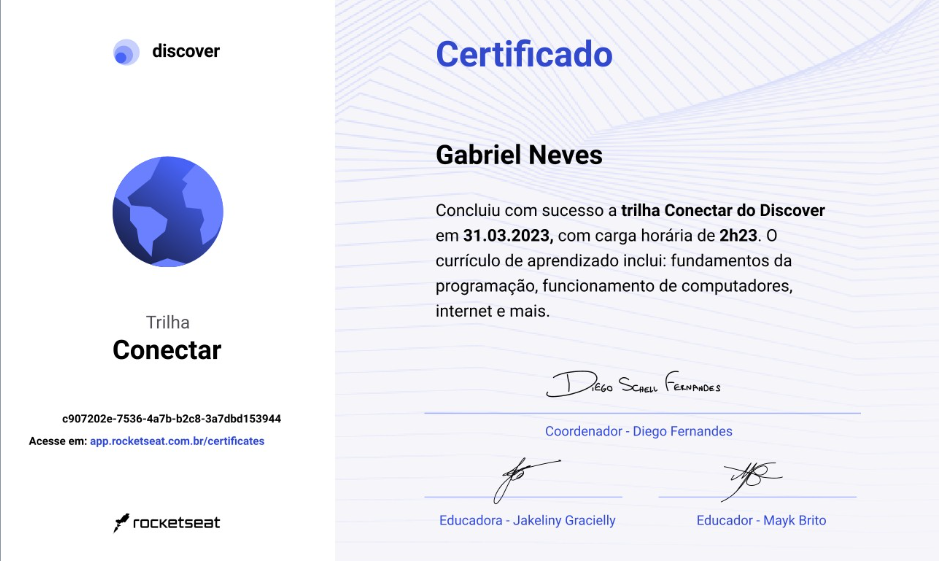 discover
Trilha
Conectar
c907202e-7536-4a7b-b2c8-3a7dbd153944
Acesse em: app.rocketseat.com.br/certificates
rocketseat
Certificado
Gabriel Neves
Concluiu com sucesso a trilha Conectar do Discover
em 31.03.2023, com carga horária de 2h23. O
currículo de aprendizado inclui: fundamentos da
programação, funcionamento de computadores,
internet e mais.
Diego Schell Fernandes
Coordenador - Diego Fernandes
Educadora - Jakeliny Gracielly
Educador - Mayk Brito